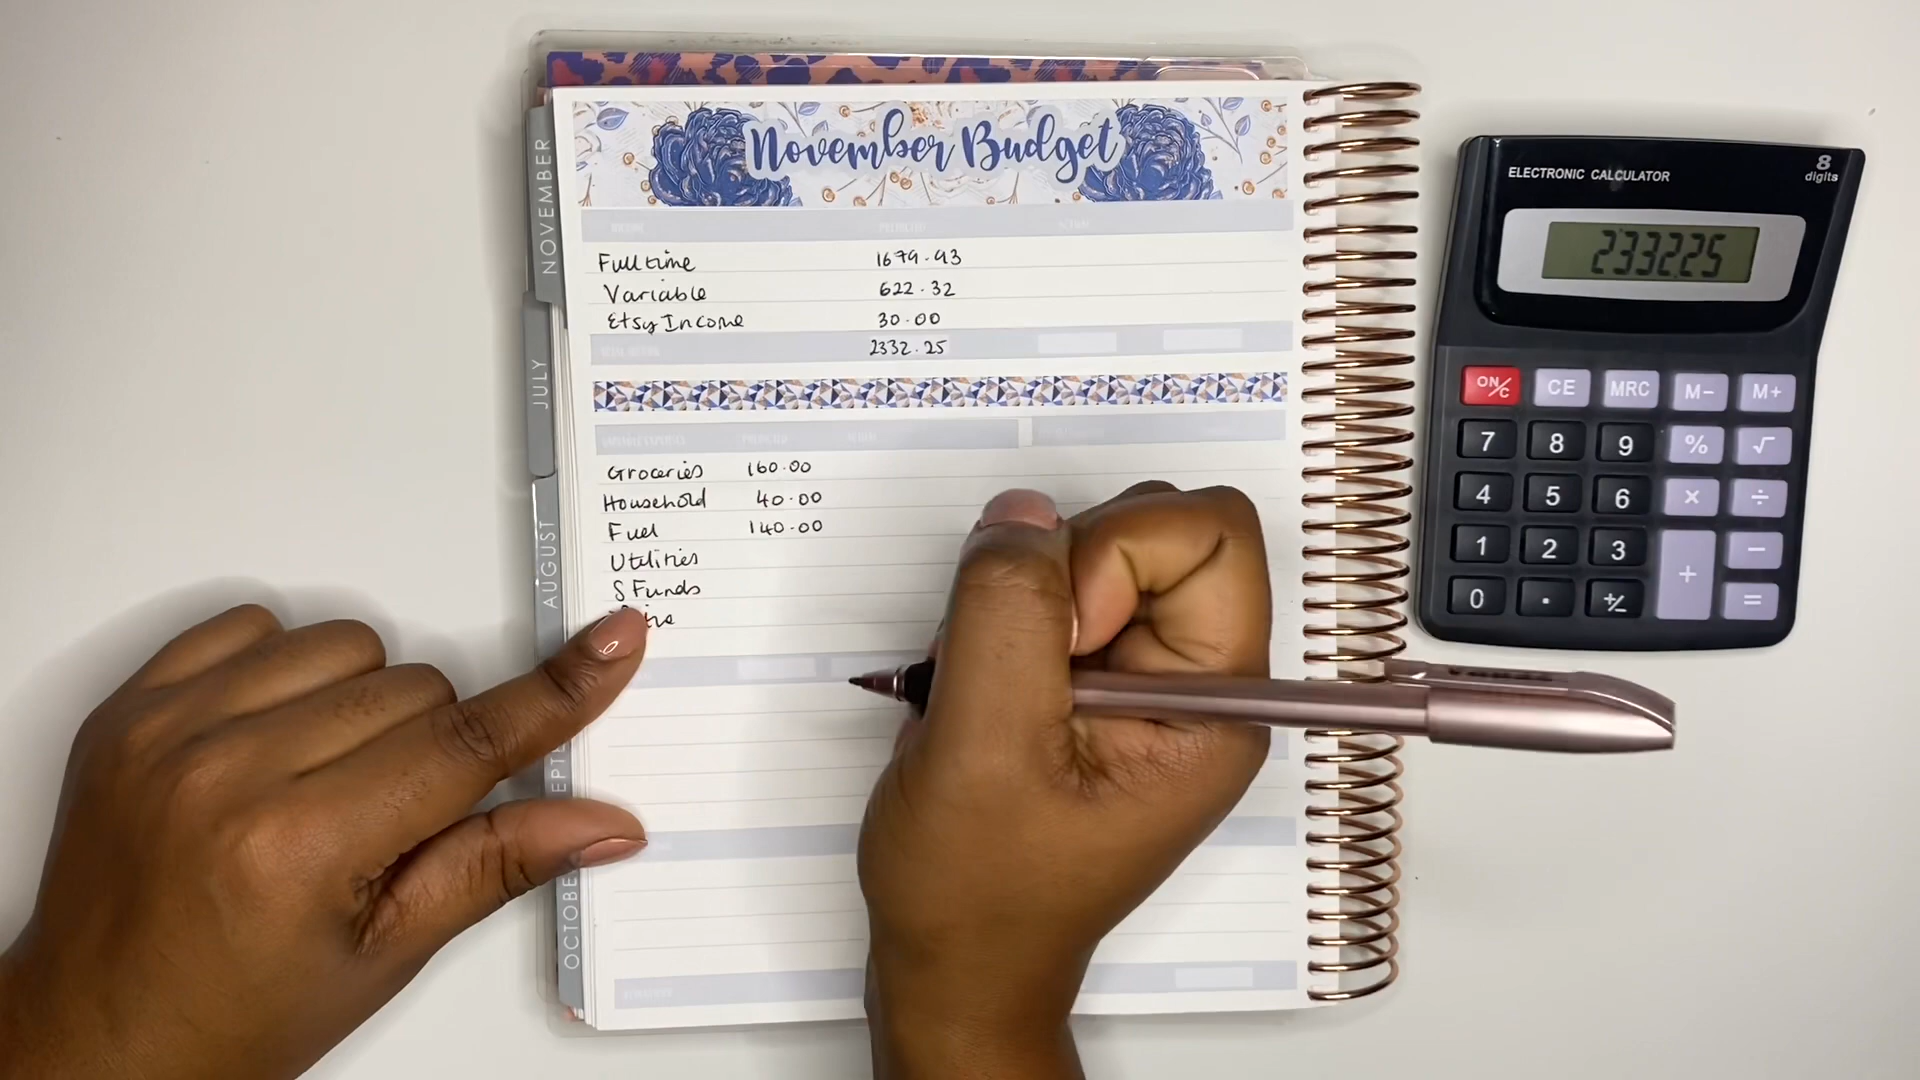 November Budget
NOVEMBER
Fulltime 1679.93
Variable 622.32
Etsy Income 30.00
2332.25
JULY
Groceries 160.00
Household 40.00
Fuel 140.00
Utilities
S Funds
AUGUST
OCTOBER
ELECTRONIC CALCULATOR
8 digits
2332.25
ON/C CE MRC M− M+
7 8 9 % √
4 5 6 × ÷
1 2 3 + −
0 . +/− =